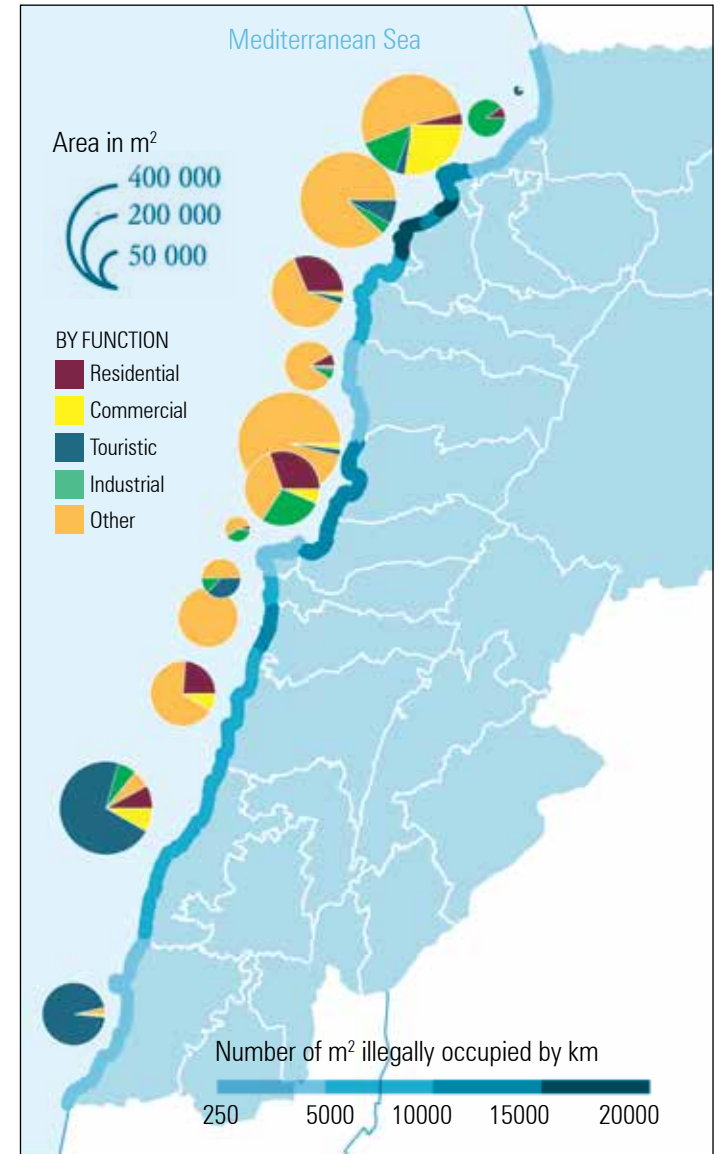 Mediterranean Sea
Area in m²
400 000
200 000
50 000
BY FUNCTION
Residential
Commercial
Touristic
Industrial
Other
Number of m² illegally occupied by km
250 5000 10000 15000 20000